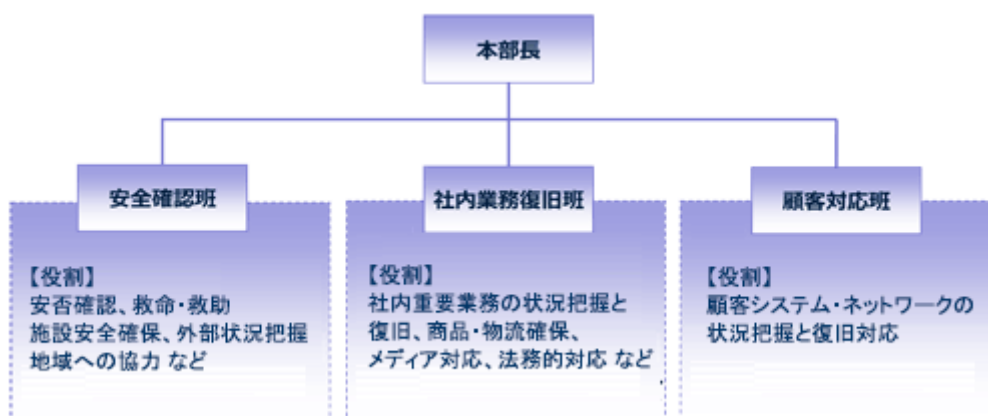 本部長
安全確認班
【役割】
安否確認、救命・救助
施設安全確保、外部状況把握
地域への協力 など
社内業務復旧班
【役割】
社内重要業務の状況把握と
復旧、商品・物流確保、
メディア対応、法務的対応 など
顧客対応班
【役割】
顧客システム・ネットワークの
状況把握と復旧対応